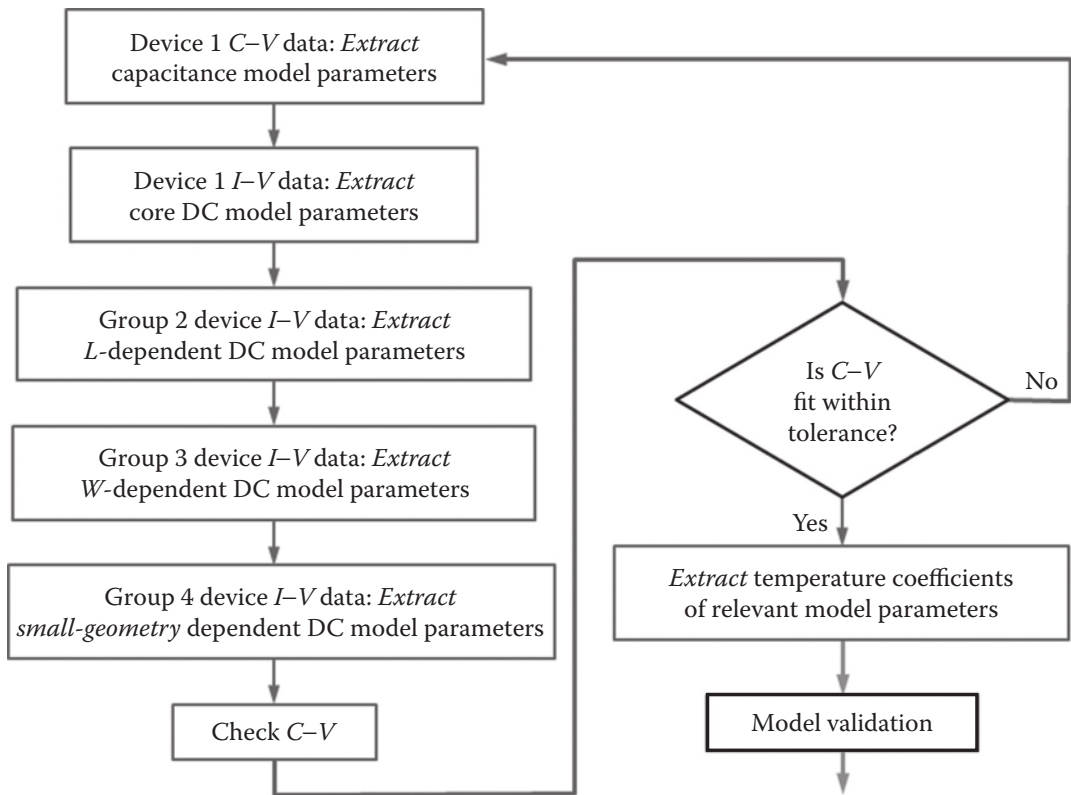 Device 1 C–V data: Extract
capacitance model parameters
Device 1 I–V data: Extract
core DC model parameters
Group 2 device I–V data: Extract
L-dependent DC model parameters
Group 3 device I–V data: Extract
W-dependent DC model parameters
Group 4 device I–V data: Extract
small-geometry dependent DC model parameters
Check C–V
Is C–V
fit within
tolerance?
No
Yes
Extract temperature coefficients
of relevant model parameters
Model validation